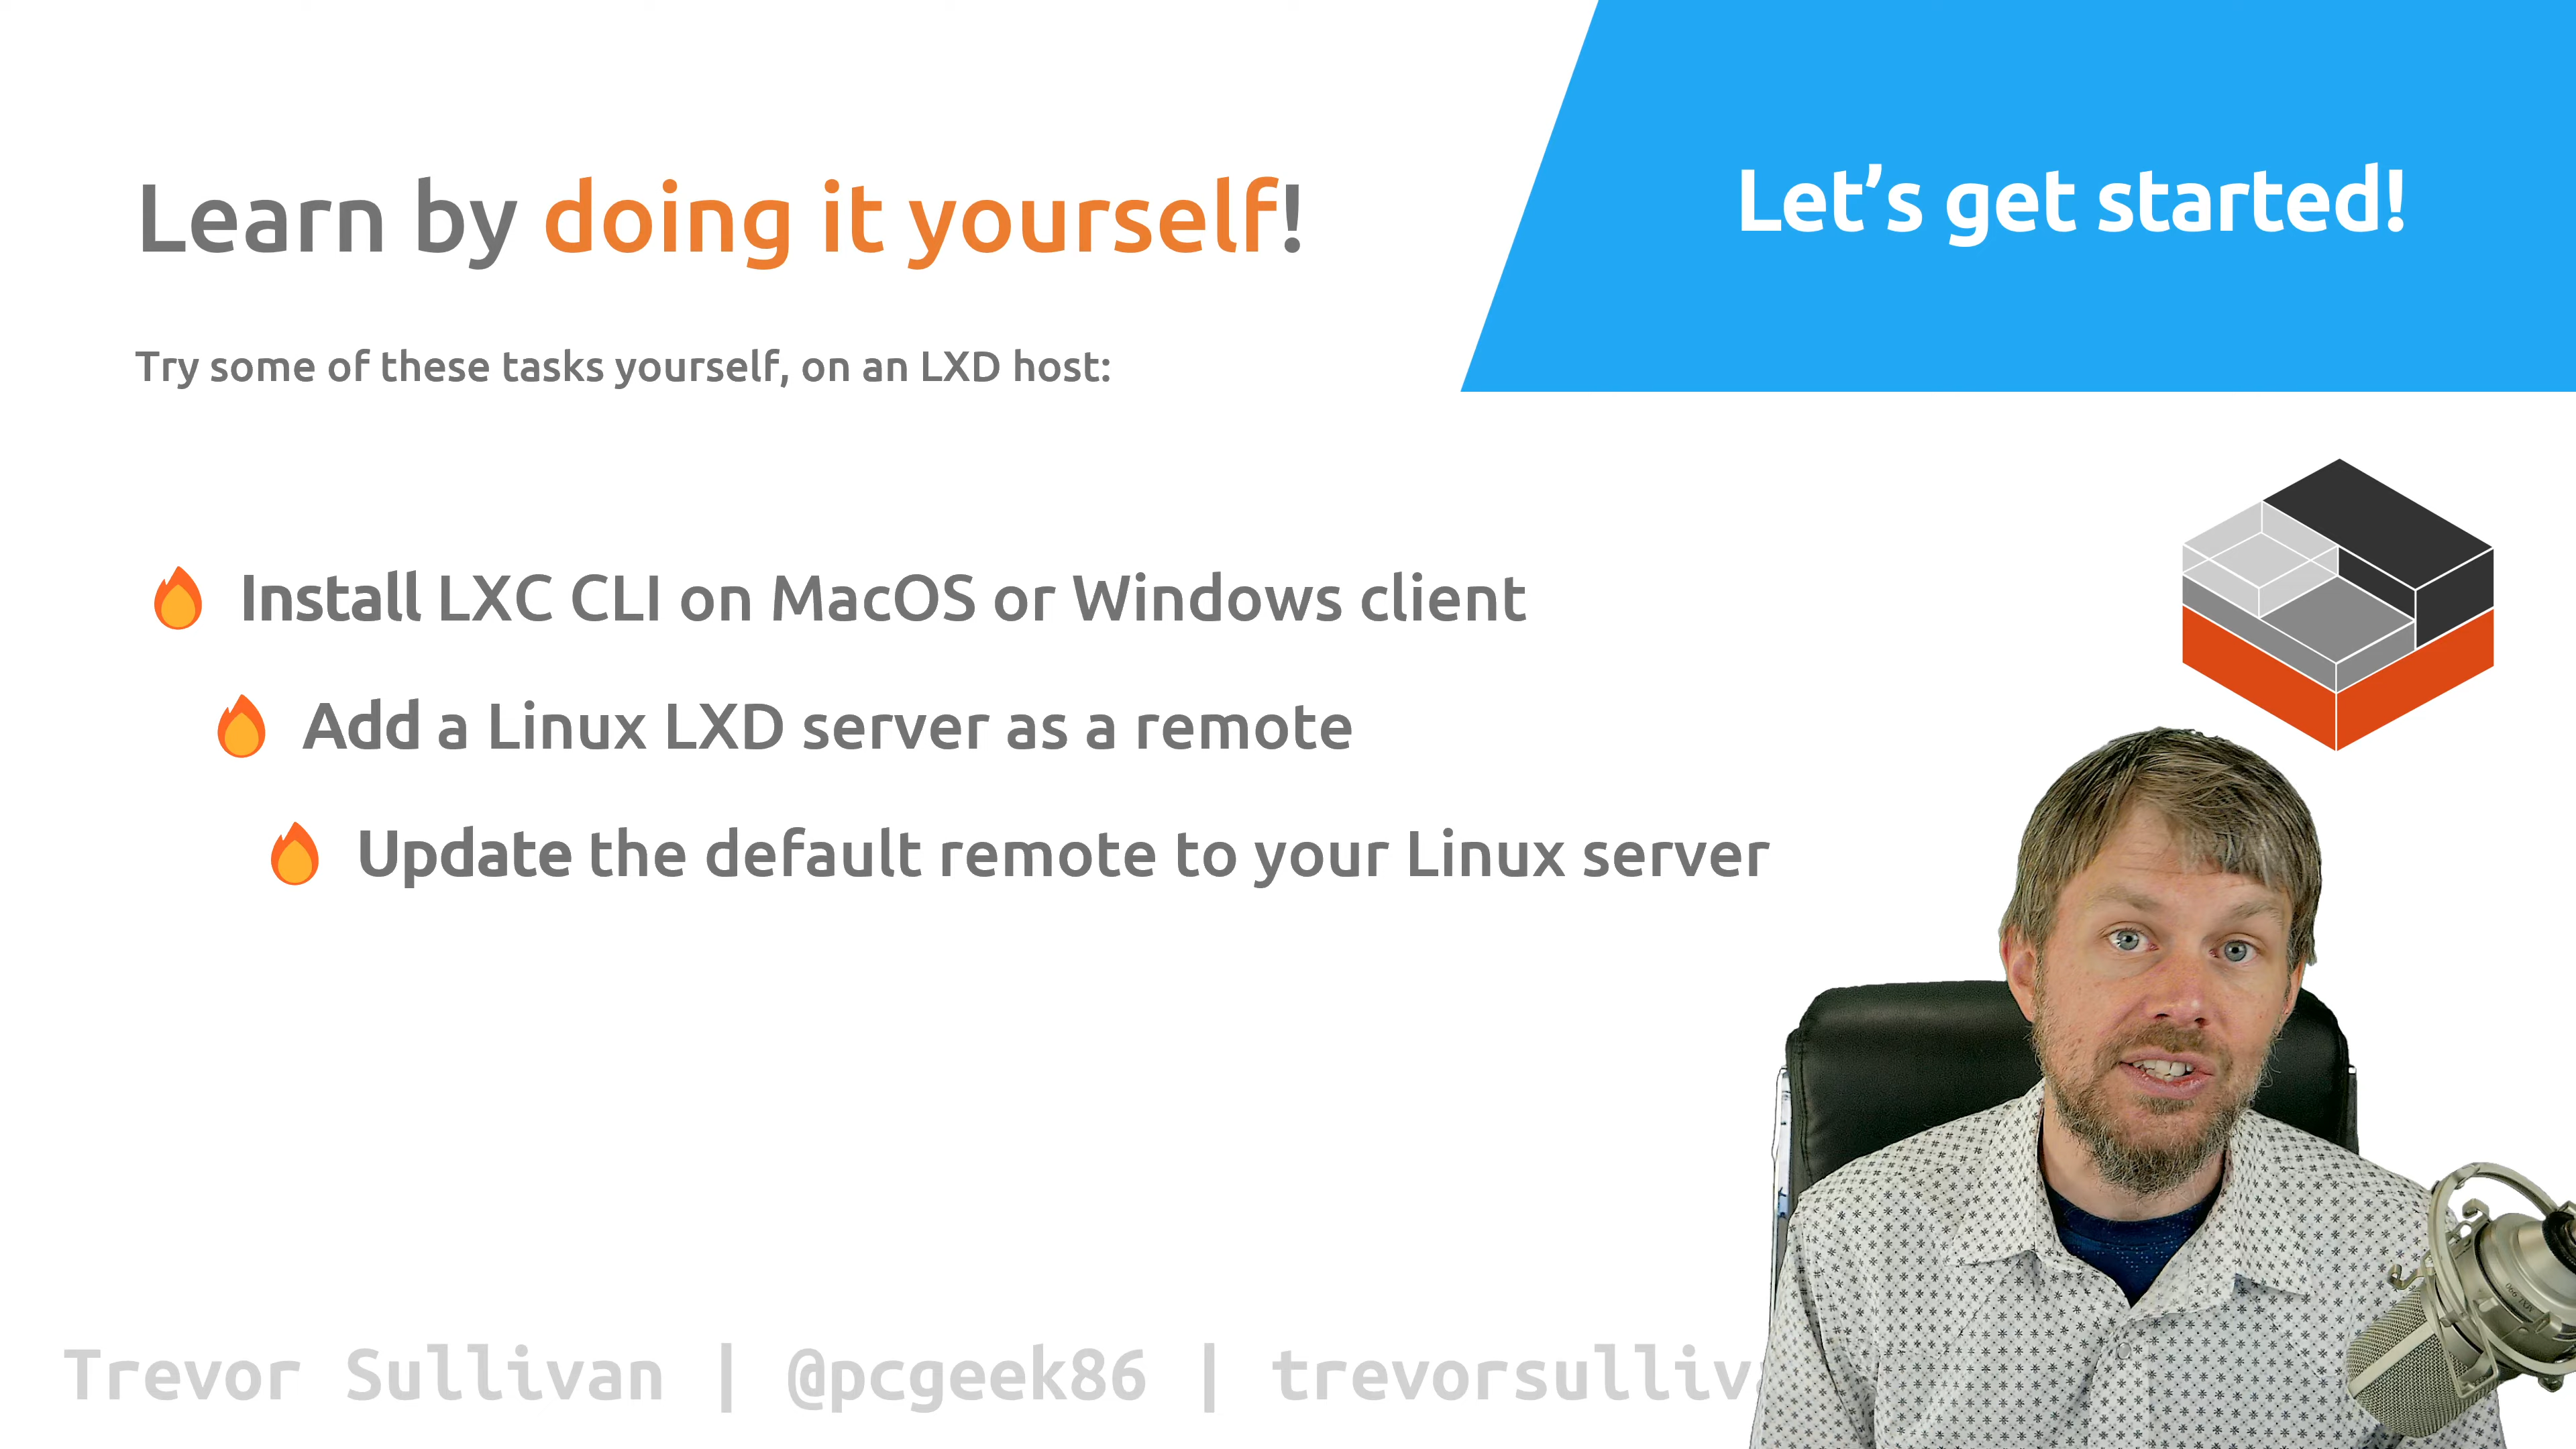 Learn by doing it yourself!
Let’s get started!
Try some of these tasks yourself, on an LXD host:
Install LXC CLI on MacOS or Windows client
Add a Linux LXD server as a remote
Update the default remote to your Linux server
Trevor Sullivan | @pcgeek86 | trevorsulliv